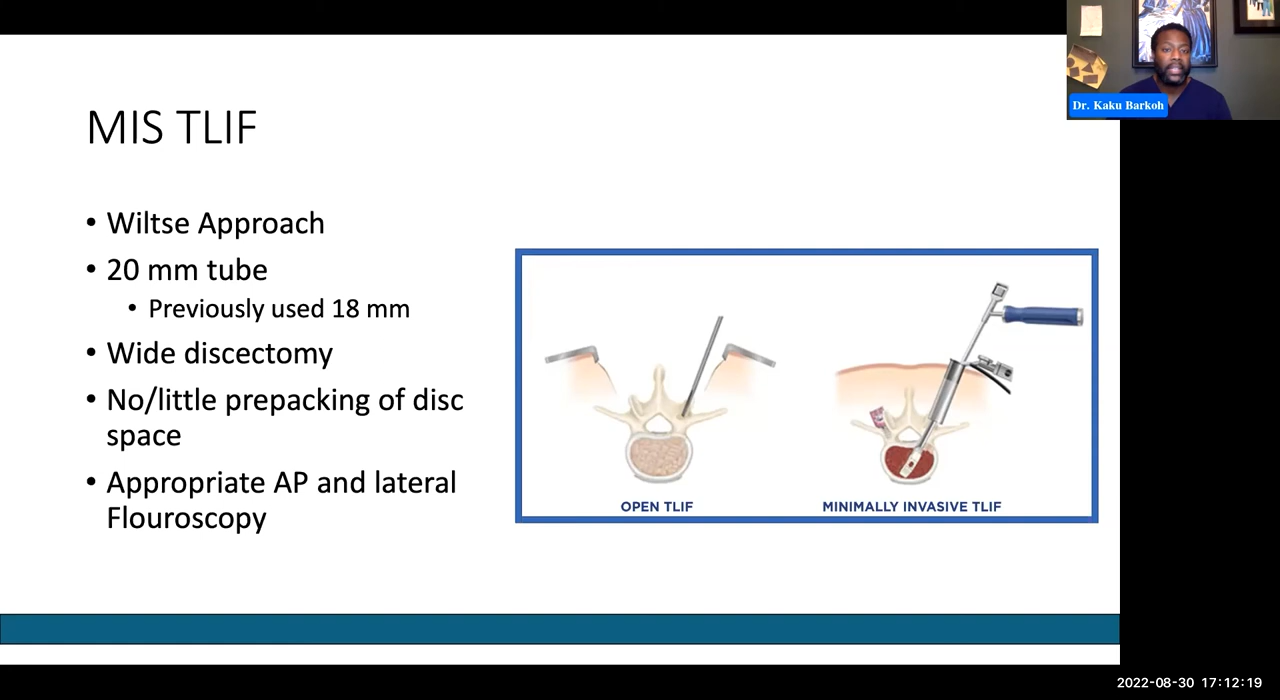 Dr. Kaku Barkoh
MIS TLIF
• Wiltse Approach
• 20 mm tube
• Previously used 18 mm
• Wide discectomy
• No/little prepacking of disc
space
• Appropriate AP and lateral
Flouroscopy
OPEN TLIF
MINIMALLY INVASIVE TLIF
2022-08-30 17:12:19